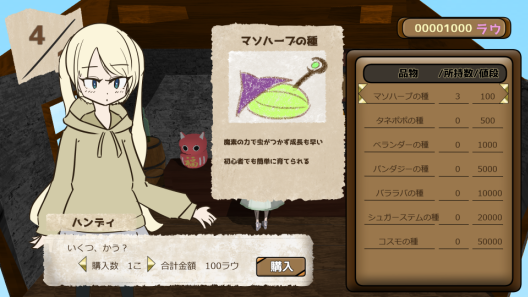 4
00001000 ラウ
マソハーブの種
魔素の力で虫がつかず成長も早い
初心者でも簡単に育てられる
品物 /所持数/値段
マソハーブの種 3 100
タネポポの種 0 500
ベランダーの種 0 1000
パンダジーの種 0 5000
バララバの種 0 10000
シュガーステムの種 0 20000
コスモの種 0 50000
ハンティ
いくつ、かう？
購入数 1こ 合計金額 100ラウ
購入